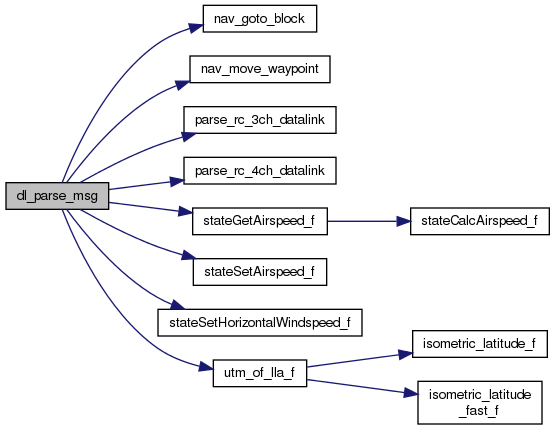 nav_goto_block
nav_move_waypoint
parse_rc_3ch_datalink
parse_rc_4ch_datalink
dl_parse_msg
stateGetAirspeed_f
stateCalcAirspeed_f
stateSetAirspeed_f
stateSetHorizontalWindspeed_f
utm_of_lla_f
isometric_latitude_f
isometric_latitude
_fast_f